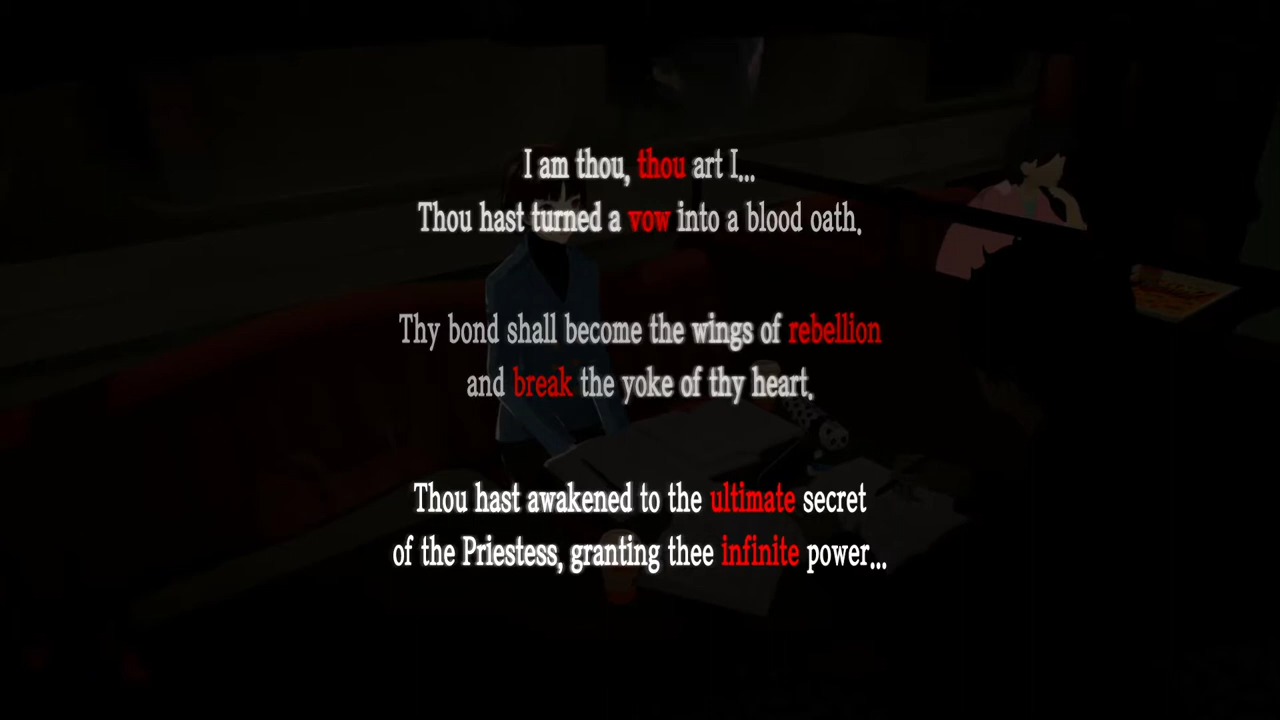 I am thou, thou art I...
Thou hast turned a vow into a blood oath.
Thy bond shall become the wings of rebellion
and break the yoke of thy heart.
Thou hast awakened to the ultimate secret
of the Priestess, granting thee infinite power...